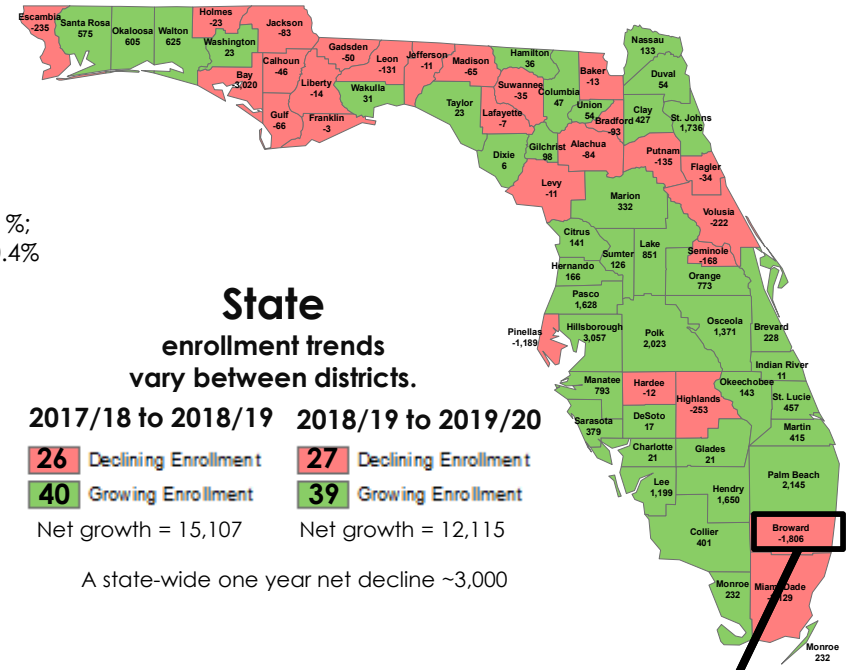 Escambia
-235
Santa Rosa
575
Okaloosa
605
Walton
625
Holmes
-23
Washington
23
Jackson
-83
Bay
-3,020
Calhoun
-46
Gulf
-66
Liberty
-14
Franklin
-3
Gadsden
-50
Leon
-131
Wakulla
31
Jefferson
-11
Madison
-65
Taylor
23
Hamilton
36
Suwannee
-35
Lafayette
-7
Dixie
6
Columbia
47
Gilchrist
98
Baker
-13
Union
54
Bradford
-93
Alachua
-84
Levy
-11
Nassau
133
Duval
54
Clay
427
St. Johns
1,736
Putnam
-135
Flagler
-34
Marion
332
Volusia
-222
%;
.4%
Citrus
141
Sumter
126
Lake
851
Seminole
-168
Hernando
166
Orange
773
Pasco
1,628
State
enrollment trends
vary between districts.
Pinellas
-1,189
Hillsborough
3,057
Polk
2,023
Osceola
1,371
Brevard
228
Indian River
11
Manatee
793
Hardee
-12
Highlands
-253
Okeechobee
143
St. Lucie
457
Sarasota
379
DeSoto
17
Martin
415
Charlotte
21
Glades
21
Lee
1,199
Hendry
1,650
Palm Beach
2,145
Collier
401
Broward
-1,806
Monroe
232
129
Monroe
232
2017/18 to 2018/19
26 Declining Enrollment
40 Growing Enrollment
Net growth = 15,107
2018/19 to 2019/20
27 Declining Enrollment
39 Growing Enrollment
Net growth = 12,115
A state-wide one year net decline ~3,000